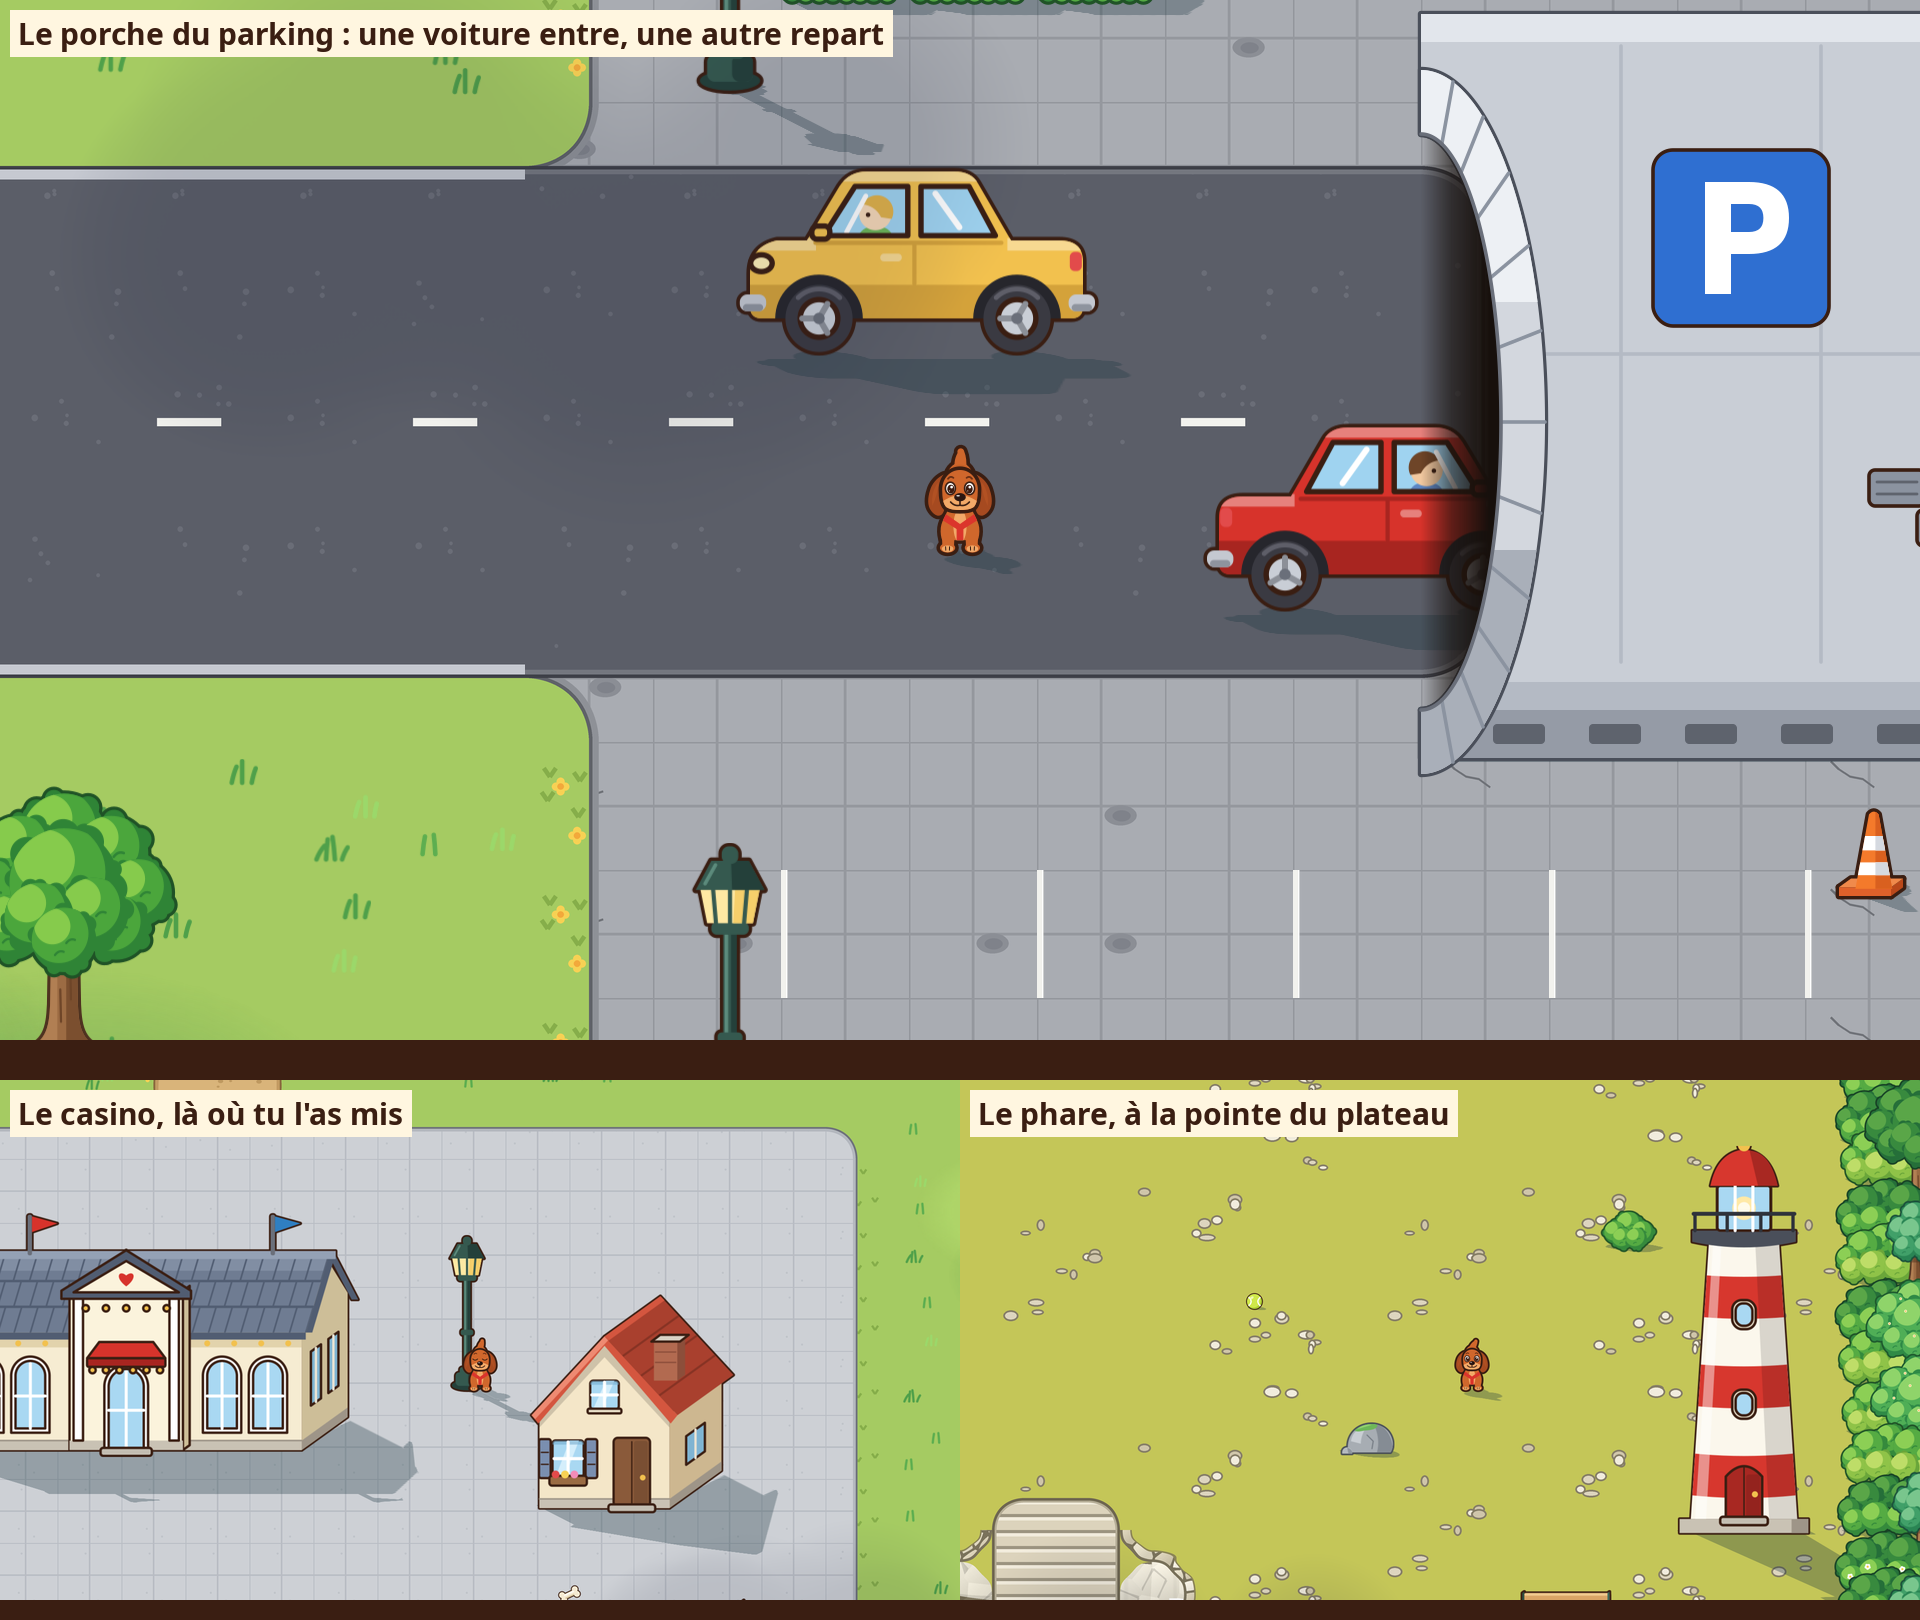 Le porche du parking : une voiture entre, une autre repart
P
Le casino, là où tu l'as mis
Le phare, à la pointe du plateau